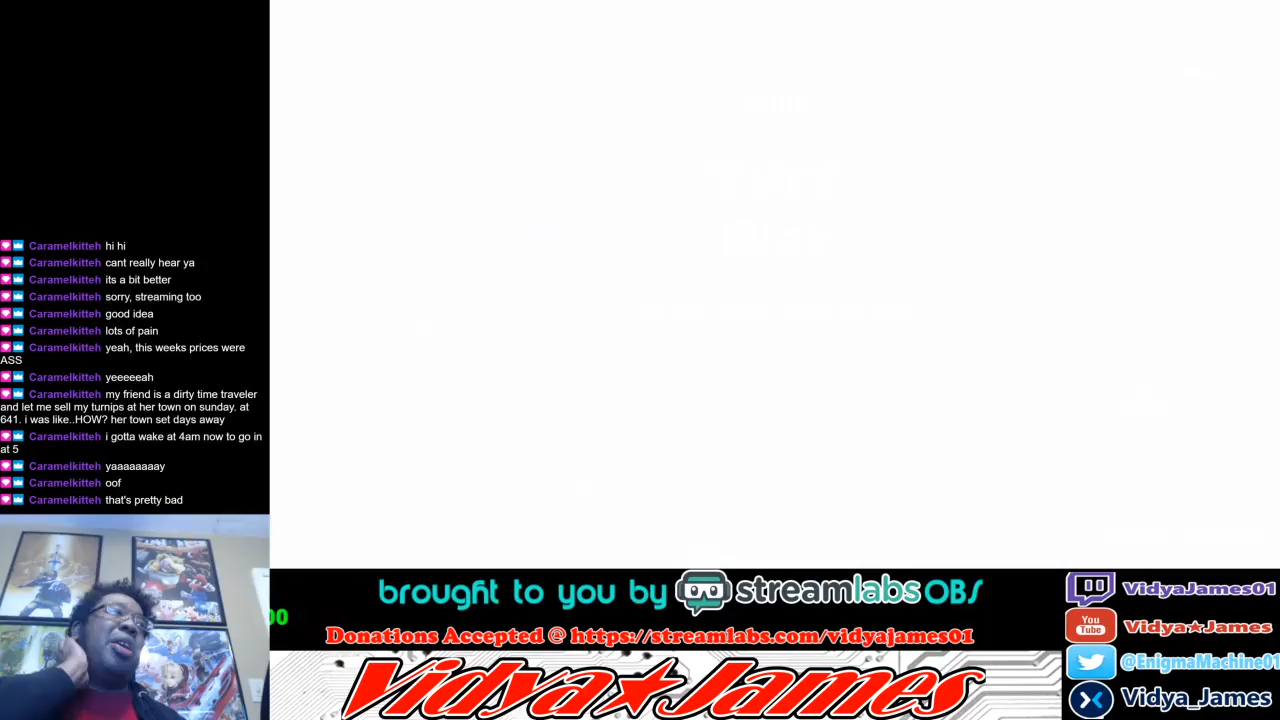 Caramelkitteh hi hi
Caramelkitteh cant really hear ya
Caramelkitteh its a bit better
Caramelkitteh sorry, streaming too
Caramelkitteh good idea
Caramelkitteh lots of pain
Caramelkitteh yeah, this weeks prices were
ASS
Caramelkitteh yeeeeeah
Caramelkitteh my friend is a dirty time traveler
and let me sell my turnips at her town on sunday. at
641. i was like..HOW? her town set days away
Caramelkitteh i gotta wake at 4am now to go in
at 5
Caramelkitteh yaaaaaaaay
Caramelkitteh oof
Caramelkitteh that's pretty bad
brought to you by streamlabs OBS
00
Donations Accepted @ https://streamlabs.com/vidyajames01
Vidya★James
VidyaJames01
You Tube Vidya★James
@EnigmaMachine01
Vidya_James